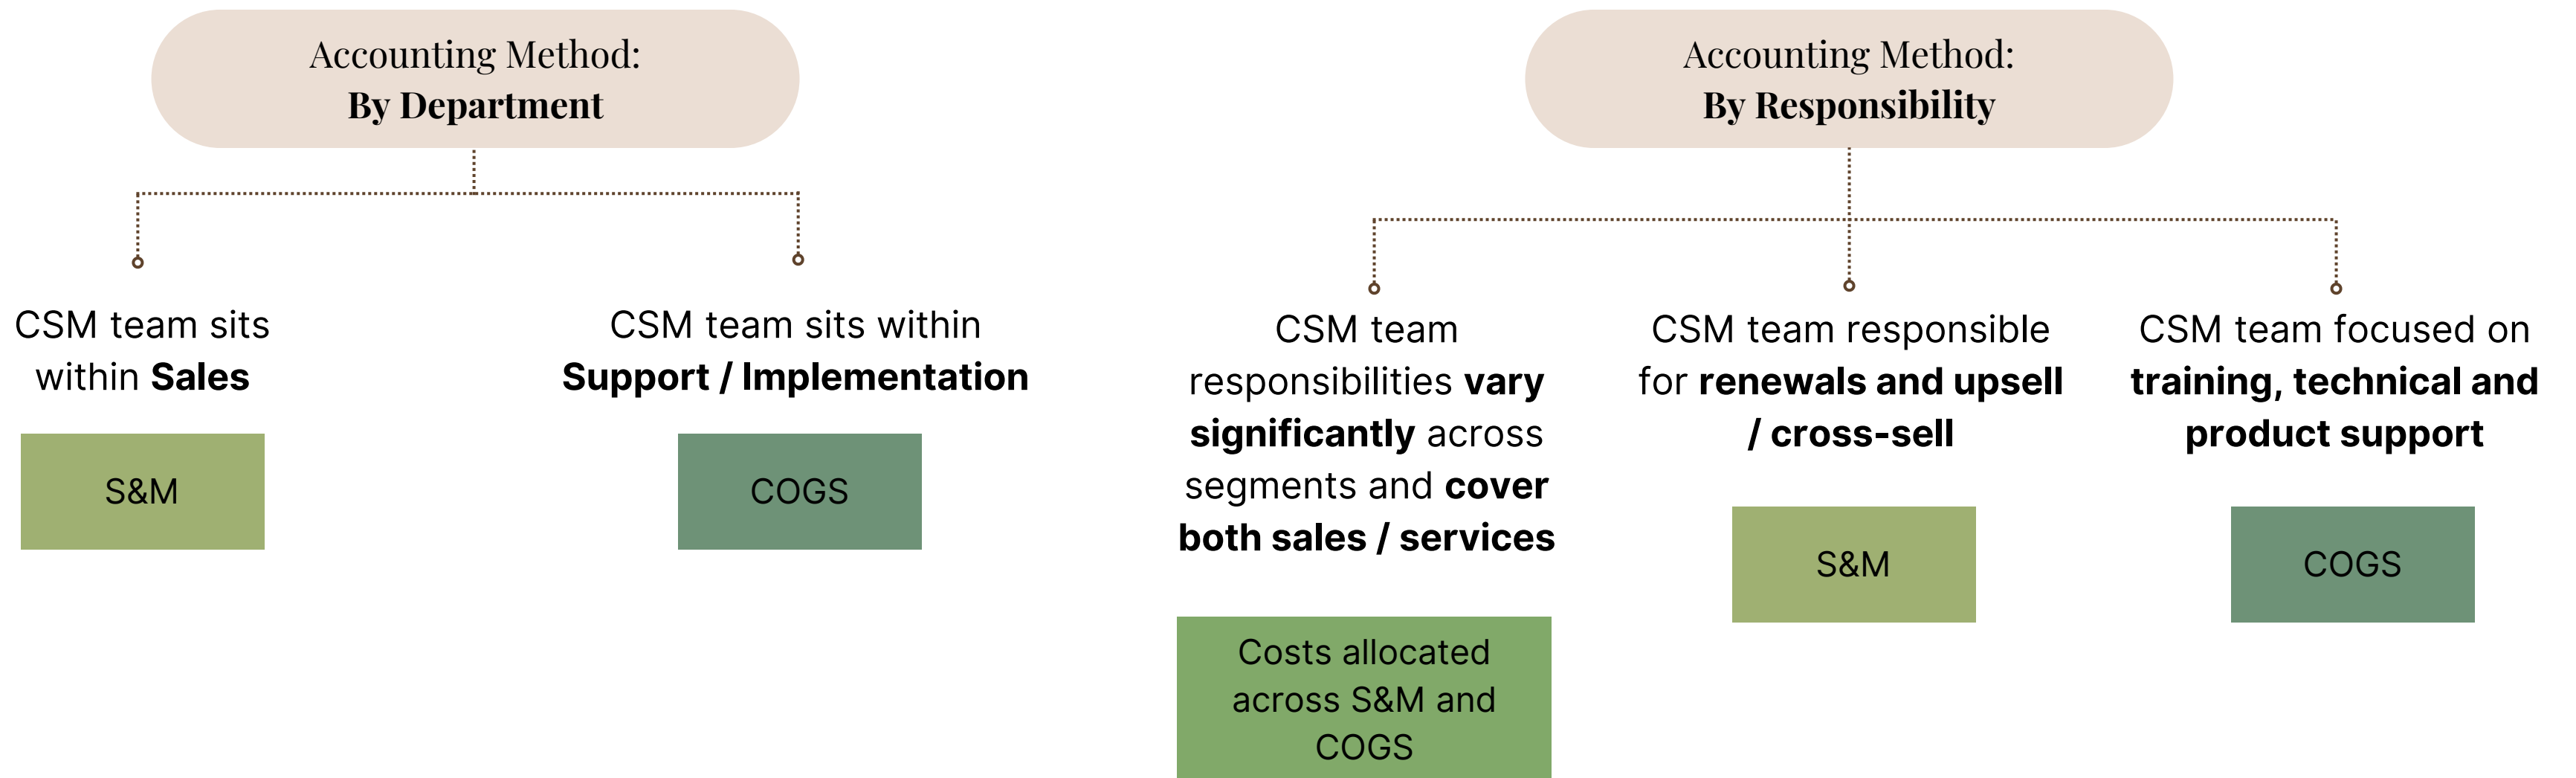 Accounting Method:
By Department
CSM team sits
within Sales
S&M
CSM team sits within
Support / Implementation
COGS
Accounting Method:
By Responsibility
CSM team
responsibilities vary
significantly across
segments and cover
both sales / services
Costs allocated
across S&M and
COGS
CSM team responsible
for renewals and upsell
/ cross-sell
S&M
CSM team focused on
training, technical and
product support
COGS